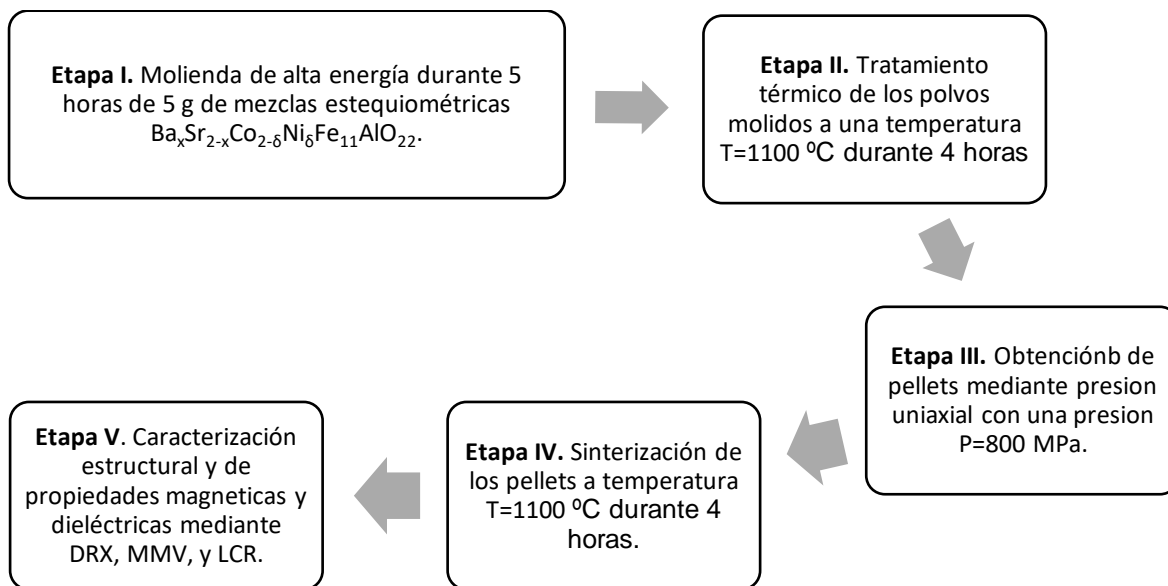 Etapa I. Molienda de alta energía durante 5
horas de 5 g de mezclas estequiométricas
BaₓSr₂₋ₓCo₂₋δNiδFe₁₁AlO₂₂.
Etapa II. Tratamiento
térmico de los polvos
molidos a una temperatura
T=1100 ⁰C durante 4 horas
Etapa III. Obtenciónb de
pellets mediante presion
uniaxial con una presion
P=800 MPa.
Etapa IV. Sinterización de
los pellets a temperatura
T=1100 ⁰C durante 4
horas.
Etapa V. Caracterización
estructural y de
propiedades magneticas y
dieléctricas mediante
DRX, MMV, y LCR.